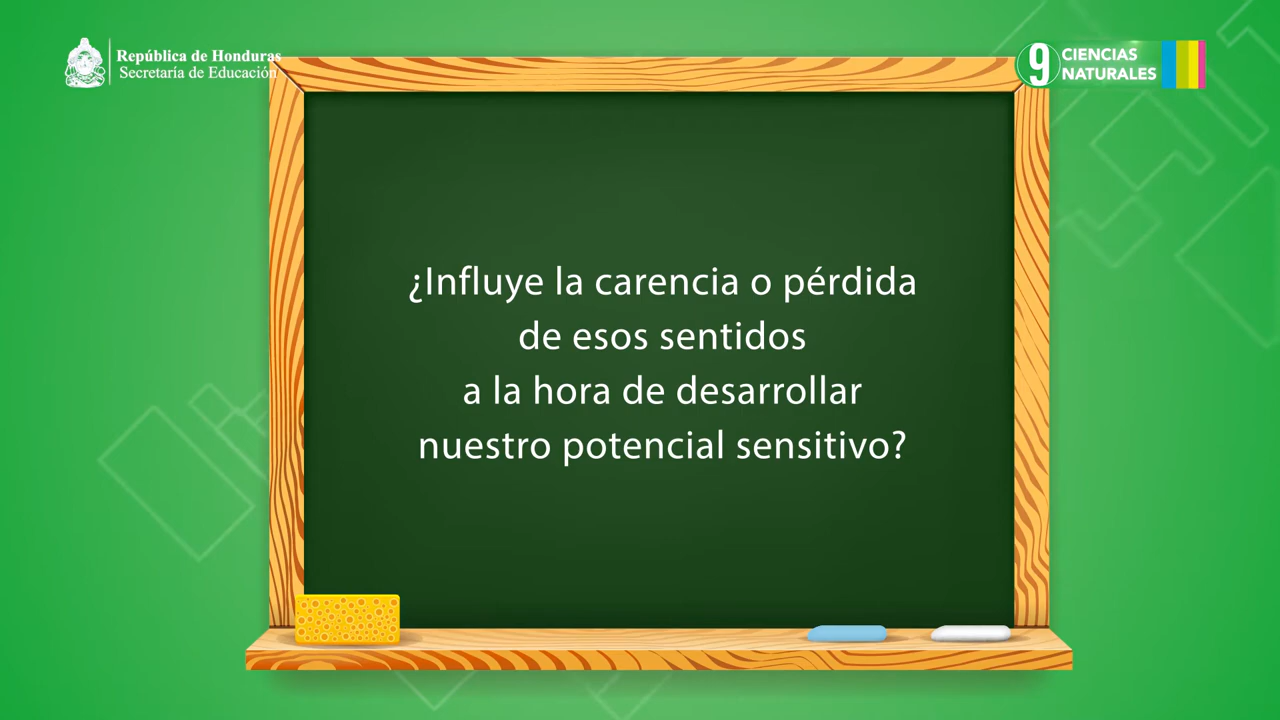 República de Honduras
Secretaría de Educación
9 CIENCIAS
NATURALES
¿Influye la carencia o pérdida
de esos sentidos
a la hora de desarrollar
nuestro potencial sensitivo?